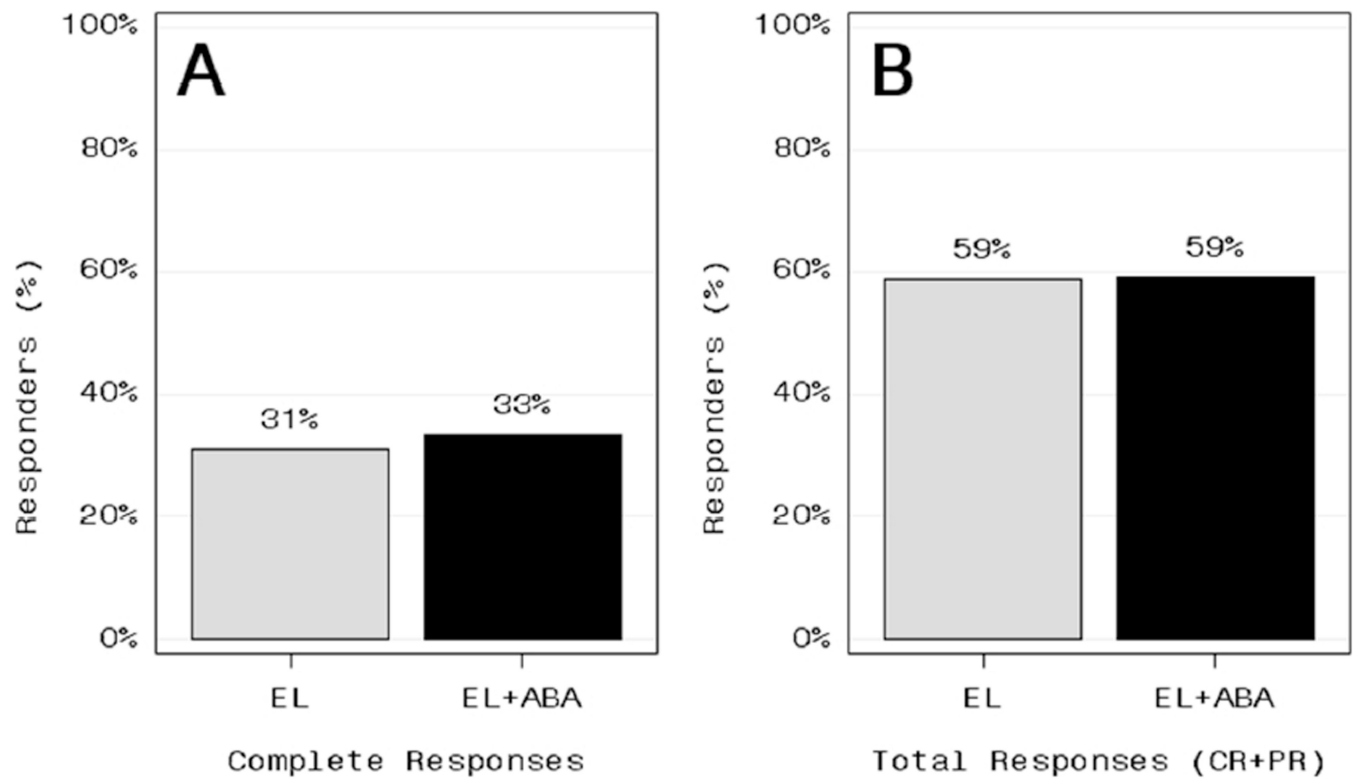 A
100%
80%
60%
40%
20%
0%
Responders (%)
31%
33%
EL
EL+ABA
Complete Responses
B
100%
80%
60%
40%
20%
0%
Responders (%)
59%
59%
EL
EL+ABA
Total Responses (CR+PR)